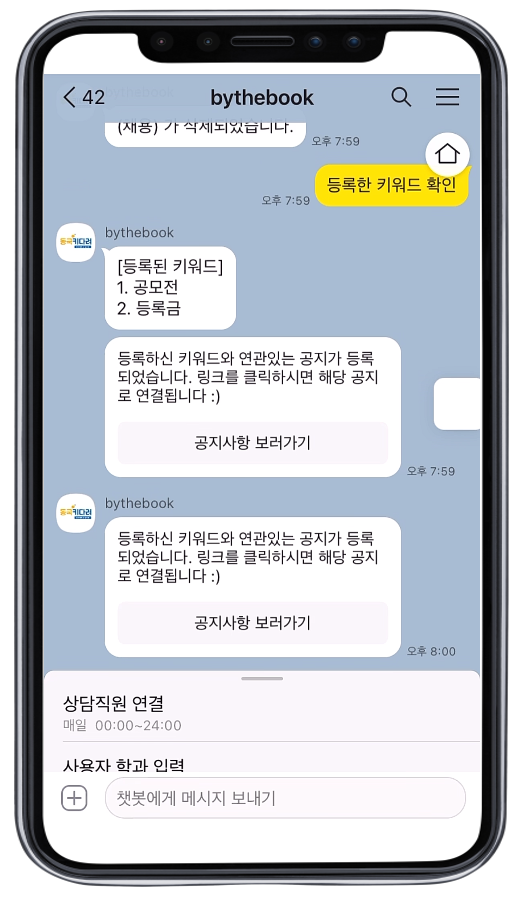 42
bythebook
(재용) 가 삭제되었습니다.
오후 7:59
등록한 키워드 확인
오후 7:59
bythebook
[등록된 키워드]
1. 공모전
2. 등록금
등록하신 키워드와 연관있는 공지가 등록
되었습니다. 링크를 클릭하시면 해당 공지
로 연결됩니다 :)
공지사항 보러가기
오후 7:59
bythebook
등록하신 키워드와 연관있는 공지가 등록
되었습니다. 링크를 클릭하시면 해당 공지
로 연결됩니다 :)
공지사항 보러가기
오후 8:00
상담직원 연결
매일 00:00~24:00
사용자 학과 입력
챗봇에게 메시지 보내기